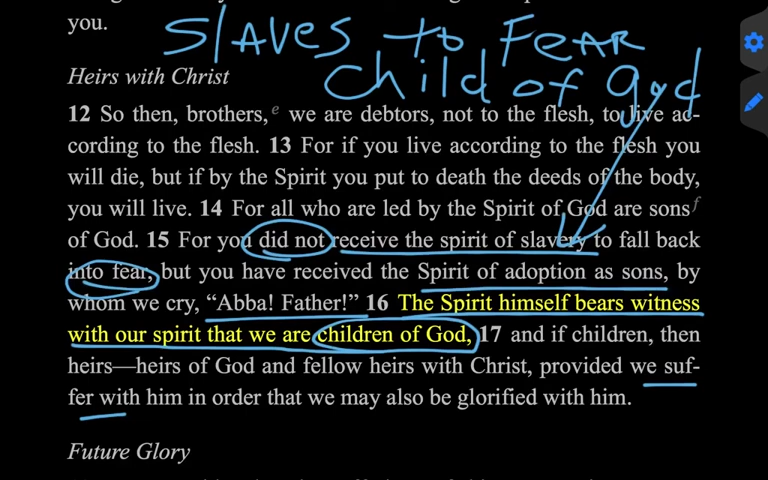 you.
SLAVES to FEAR
Child of God
Heirs with Christ
12 So then, brothers,e we are debtors, not to the flesh, to live ac-
cording to the flesh. 13 For if you live according to the flesh you
will die, but if by the Spirit you put to death the deeds of the body,
you will live. 14 For all who are led by the Spirit of God are sonsf
of God. 15 For you did not receive the spirit of slavery to fall back
into fear, but you have received the Spirit of adoption as sons, by
whom we cry, “Abba! Father!” 16 The Spirit himself bears witness
with our spirit that we are children of God, 17 and if children, then
heirs—heirs of God and fellow heirs with Christ, provided we suf-
fer with him in order that we may also be glorified with him.
Future Glory